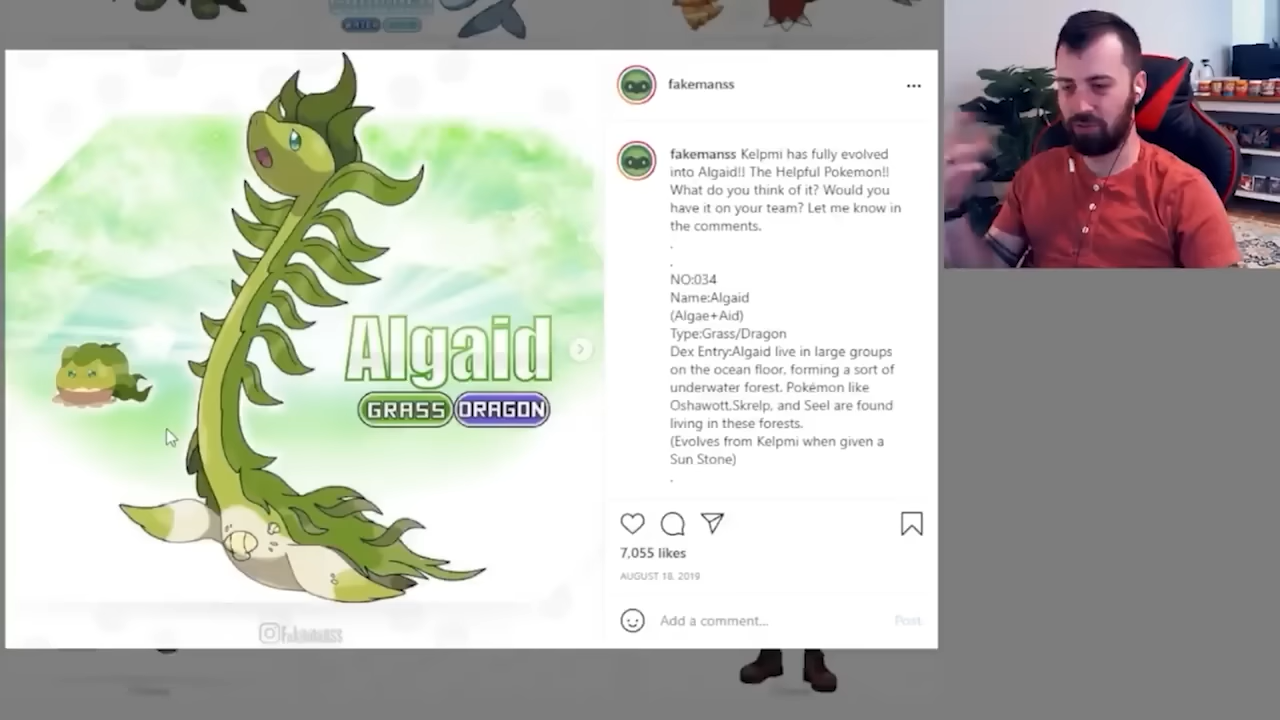 WATER
fakemanss
fakemanss Kelpmi has fully evolved
into Algaid!! The Helpful Pokemon!!
What do you think of it? Would you
have it on your team? Let me know in
the comments.
.
.
NO:034
Name:Algaid
(Algae+Aid)
Type:Grass/Dragon
Dex Entry:Algaid live in large groups
on the ocean floor, forming a sort of
underwater forest. Pokémon like
Oshawott,Skrelp, and Seel are found
living in these forests.
(Evolves from Kelpmi when given a
Sun Stone)
.
Algaid
GRASS DRAGON
7,055 likes
AUGUST 18, 2019
Add a comment...
Post
Fakemanss